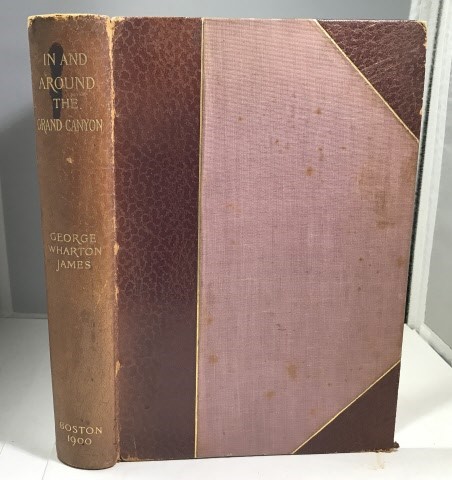 IN AND
AROUND
THE
GRAND CANYON
GEORGE
WHARTON
JAMES
BOSTON
1900